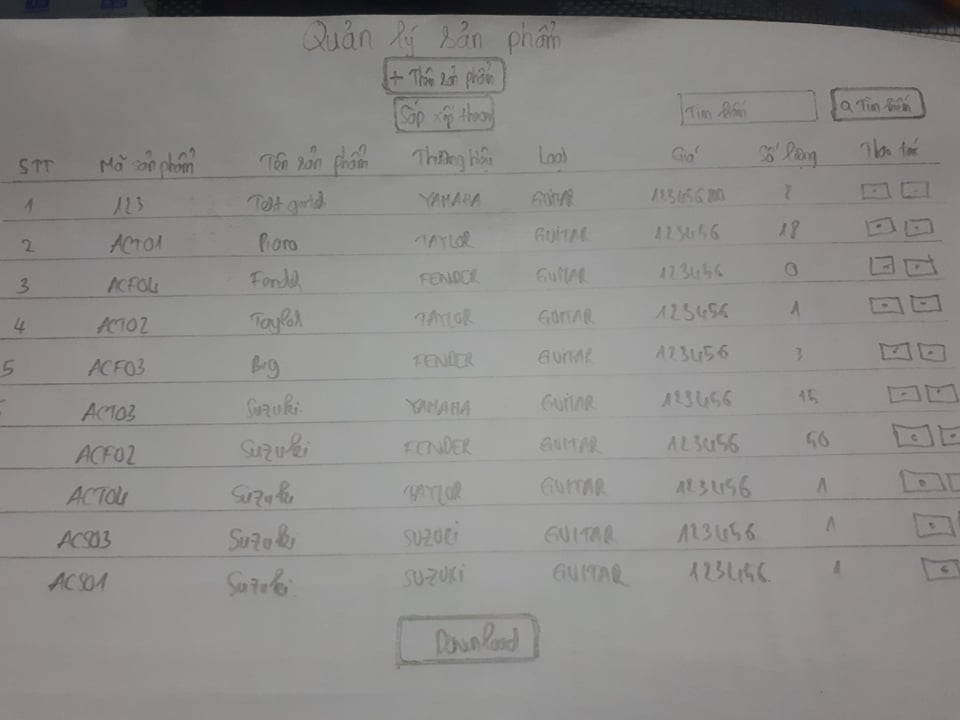 Quản lý sản phẩm
+ Thêm sản phẩm
Sắp xếp theo
Tìm kiếm Q Tìm kiếm
STT Mã sản phẩm Tên sản phẩm Thương hiệu Loại Giá Số lượng Thao tác
1 123 Test YAMAHA GUITAR
2 ACT01 Piano TAYLOR GUITAR 123456 18
3 ACF04 Fender FENDER GUITAR 123456 0
4 ACT02 Taylor TAYLOR GUITAR 123456 1
5 ACF03 Big FENDER GUITAR 123456 3
ACT03 Suzuki YAMAHA GUITAR 123456 15
ACF02 Suzuki FENDER GUITAR 123456 56
ACT04 Suzuki TAYLOR GUITAR 123456 1
ACS03 Suzuki SUZUKI GUITAR 123456 1
ACS01 Suzuki SUZUKI GUITAR 123456 1
Download